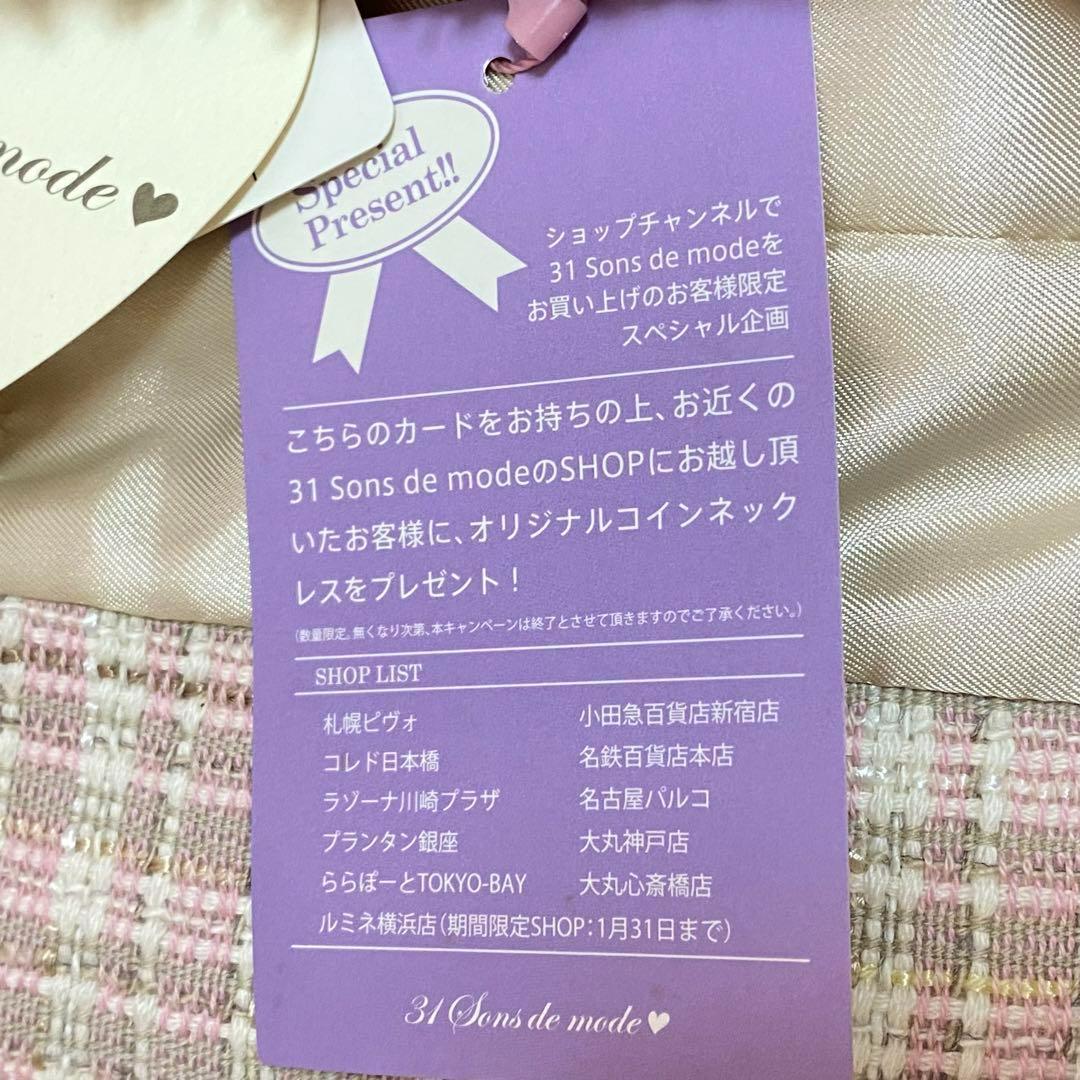 mode
Special
Present!!
ショップチャンネルで
31 Sons de modeを
お買い上げのお客様限定
スペシャル企画
こちらのカードをお持ちの上、お近くの
31 Sons de modeのSHOPにお越し頂
いたお客様に、オリジナルコインネック
レスをプレゼント！
(数量限定。無くなり次第、本キャンペーンは終了とさせて頂きますのでご了承ください。)
SHOP LIST
札幌ピヴォ
コレド日本橋
ラゾーナ川崎プラザ
プランタン銀座
ららぽーとTOKYO-BAY
ルミネ横浜店(期間限定SHOP:1月31日まで)
小田急百貨店新宿店
名鉄百貨店本店
名古屋パルコ
大丸神戸店
大丸心斎橋店
31 Sons de mode